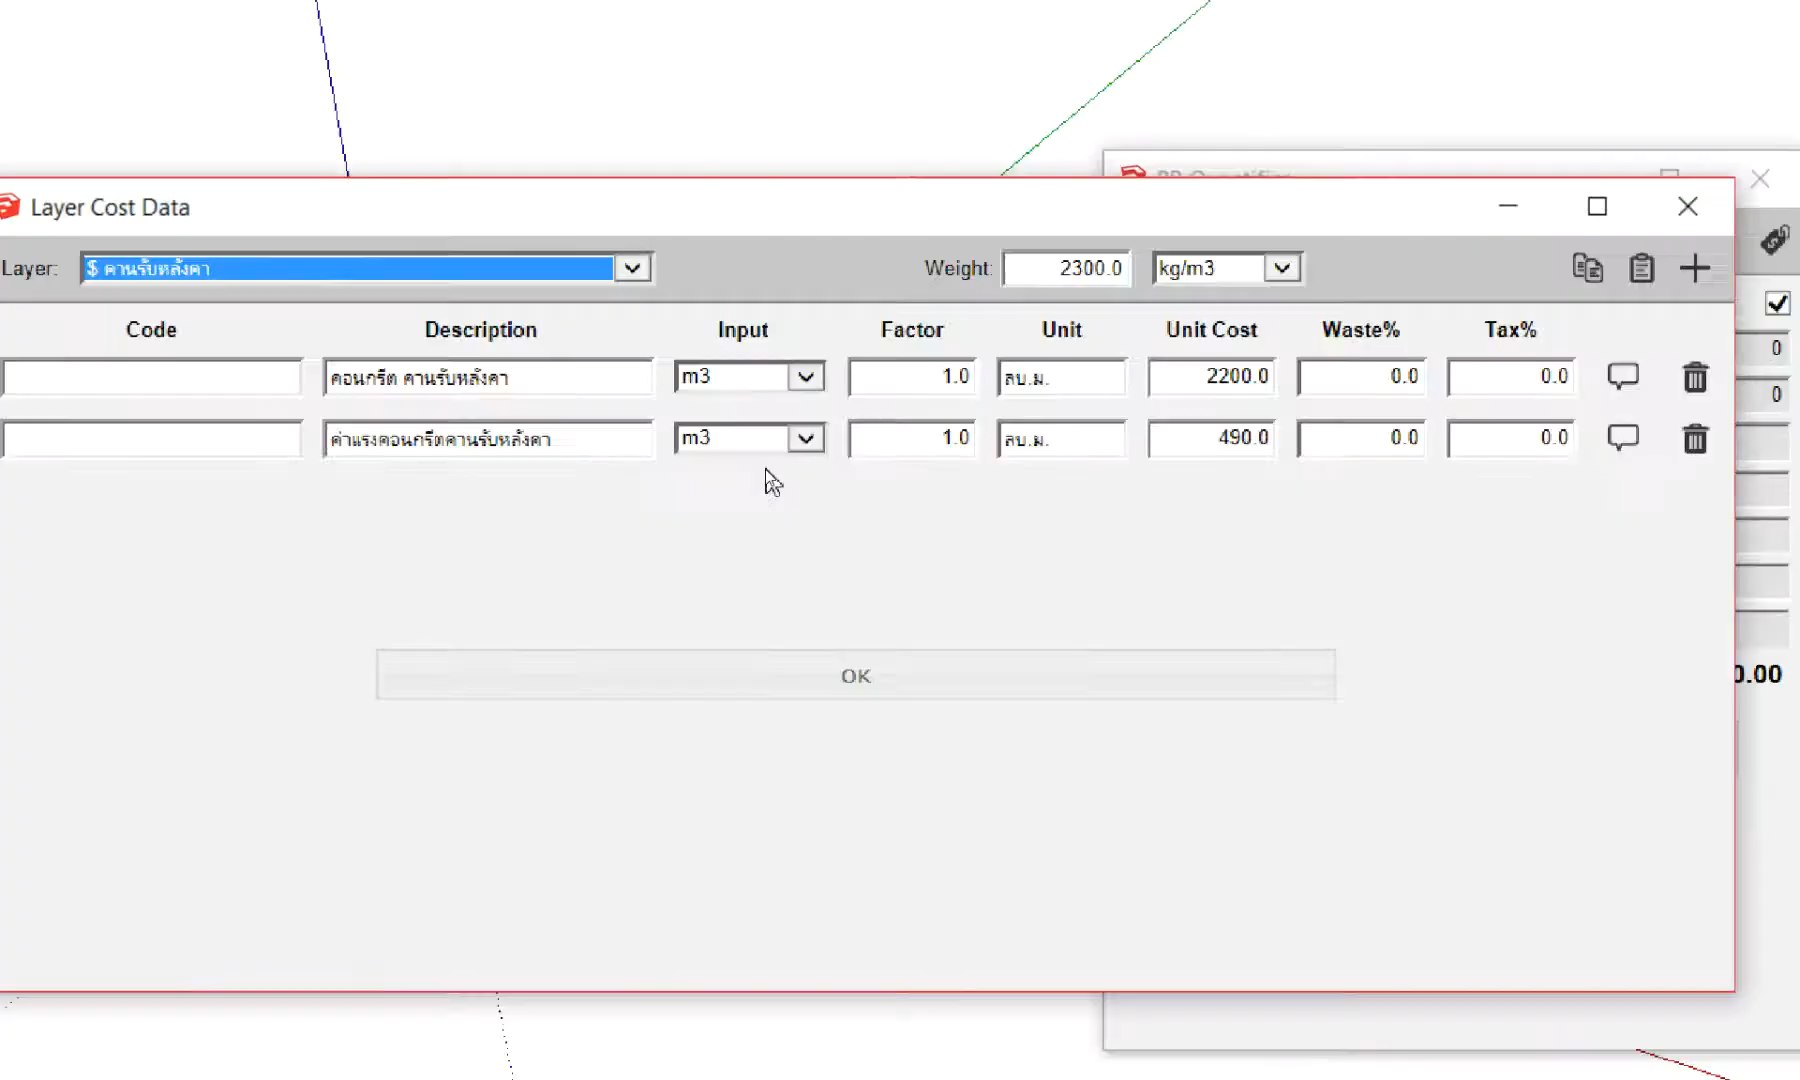 Layer Cost Data
Layer: $ คานรับหลังคา Weight: 2300.0 kg/m3
Code Description Input Factor Unit Unit Cost Waste% Tax%
คอนกรีต คานรับหลังคา m3 1.0 ลบ.ม. 2200.0 0.0 0.0
ค่าแรงคอนกรีตคานรับหลังคา m3 1.0 ลบ.ม. 490.0 0.0 0.0
OK
0
0
0.00